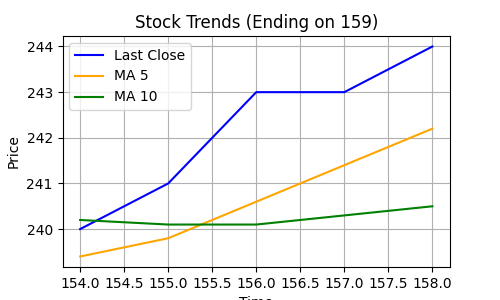 Stock Trends (Ending on 159)
Last Close
MA 5
MA 10
Price
244
243
242
241
240
154.0 154.5 155.0 155.5 156.0 156.5 157.0 157.5 158.0
Time